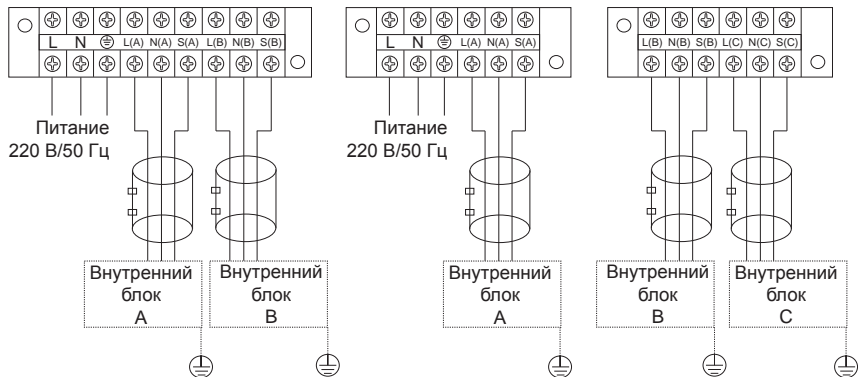 L N L(A) N(A) S(A) L(B) N(B) S(B)
Питание
220 В/50 Гц
Внутренний
блок
A
Внутренний
блок
B
L N L(A) N(A) S(A)
Питание
220 В/50 Гц
Внутренний
блок
A
L(B) N(B) S(B) L(C) N(C) S(C)
Внутренний
блок
B
Внутренний
блок
C